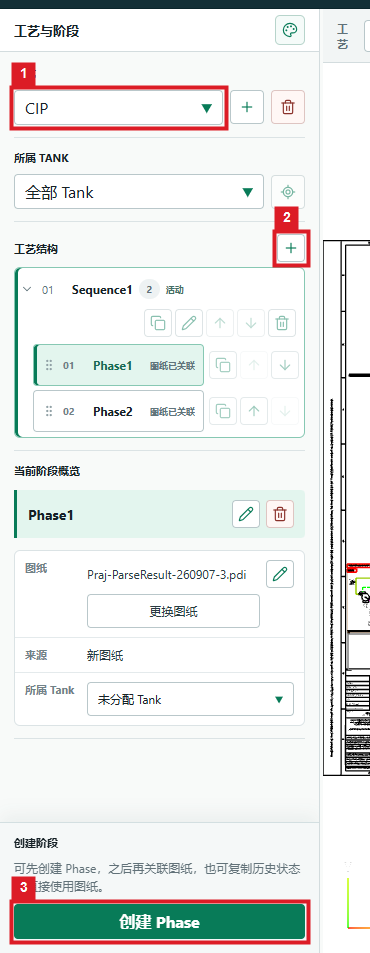 工艺与阶段
工
艺
1
CIP
所属 TANK
全部 Tank
2
工艺结构
01 Sequence1 2 活动
01 Phase1 图纸已关联
02 Phase2 图纸已关联
当前阶段概览
Phase1
图纸 Praj-ParseResult-260907-3.pdi
更换图纸
来源 新图纸
所属 Tank 未分配 Tank
创建阶段
可先创建 Phase，之后再关联图纸，也可复制历史状态
接使用图纸。
3
创建 Phase